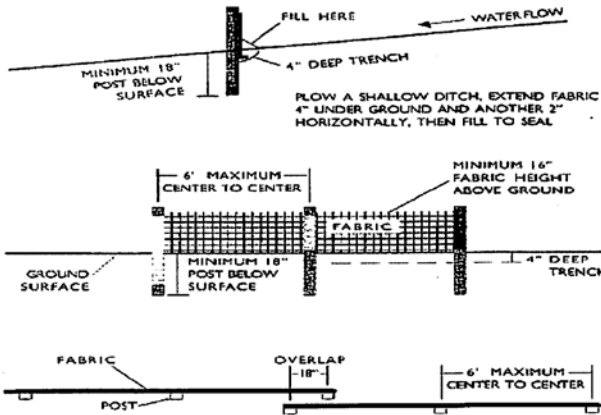 FILL HERE
WATERFLOW
MINIMUM 18"
POST BELOW
SURFACE
4" DEEP TRENCH
PLOW A SHALLOW DITCH, EXTEND FABRIC
4" UNDER GROUND AND ANOTHER 2"
HORIZONTALLY, THEN FILL TO SEAL
6' MAXIMUM
CENTER TO CENTER
MINIMUM 16"
FABRIC HEIGHT
ABOVE GROUND
FABRIC
GROUND
SURFACE
MINIMUM 18"
POST BELOW
SURFACE
4" DEEP
TRENCH
FABRIC
POST
OVERLAP
18"
6' MAXIMUM
CENTER TO CENTER